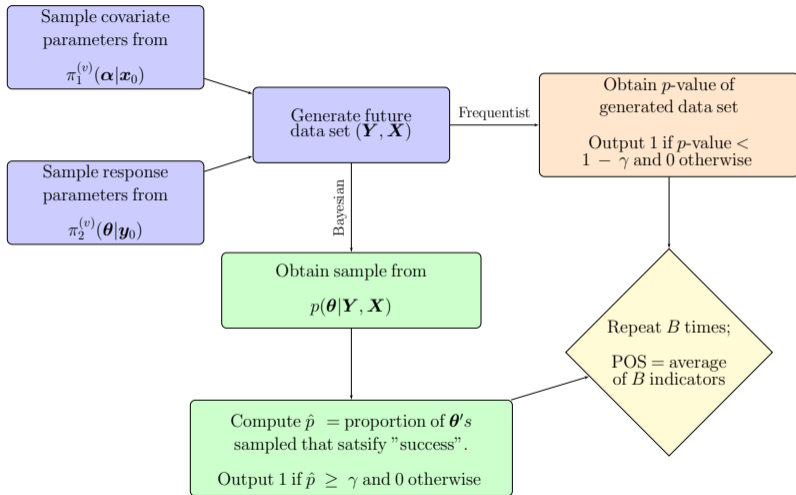 Sample covariate
parameters from
π₁⁽ᵛ⁾(α|x₀)
Sample response
parameters from
π₂⁽ᵛ⁾(θ|y₀)
Generate future
data set (Y, X)
Frequentist
Obtain p-value of
generated data set
Output 1 if p-value <
1 − γ and 0 otherwise
Bayesian
Obtain sample from
p(θ|Y, X)
Compute p̂ = proportion of θ's
sampled that satsify ”success”.
Output 1 if p̂ ≥ γ and 0 otherwise
Repeat B times;
POS = average
of B indicators